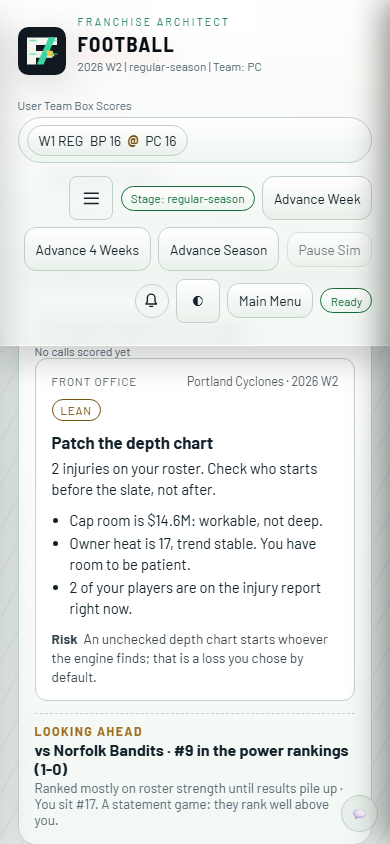 FRANCHISE ARCHITECT
FOOTBALL
2026 W2 | regular-season | Team: PC
User Team Box Scores
W1 REG BP 16 @ PC 16
Stage: regular-season
Advance Week
Advance 4 Weeks
Advance Season
Pause Sim
Main Menu
Ready
No calls scored yet
FRONT OFFICE
Portland Cyclones · 2026 W2
LEAN
Patch the depth chart
2 injuries on your roster. Check who starts
before the slate, not after.
• Cap room is $14.6M: workable, not deep.
• Owner heat is 17, trend stable. You have
room to be patient.
• 2 of your players are on the injury report
right now.
Risk An unchecked depth chart starts whoever
the engine finds; that is a loss you chose by
default.
LOOKING AHEAD
vs Norfolk Bandits · #9 in the power rankings
(1-0)
Ranked mostly on roster strength until results pile up ·
You sit #17. A statement game: they rank well above
you.